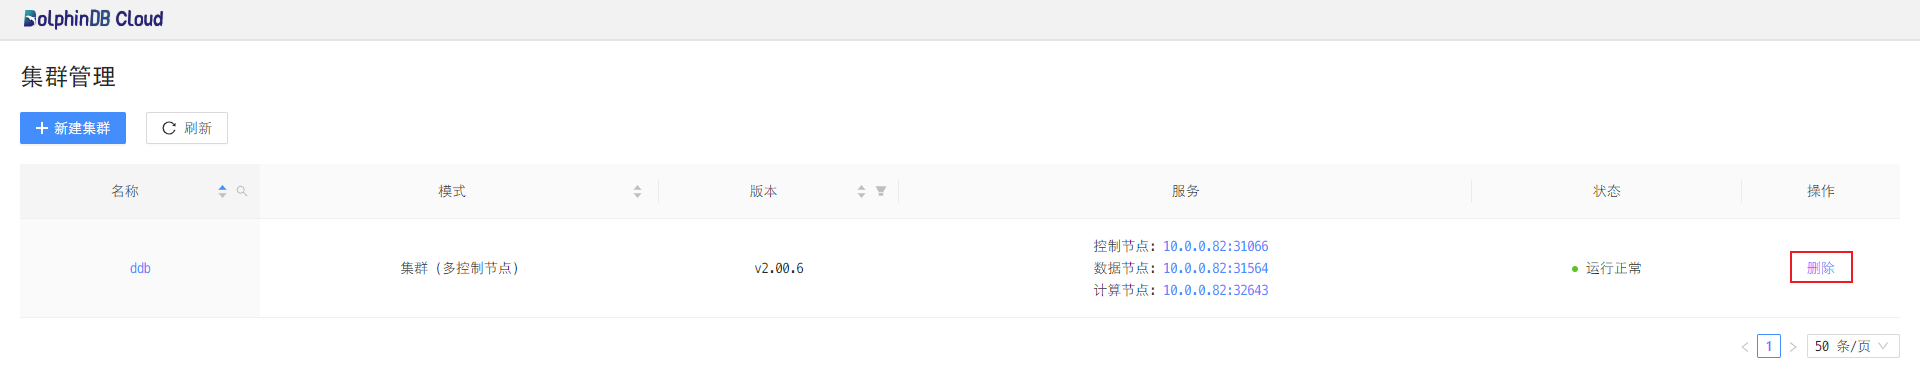 DolphinDB Cloud
集群管理
新建集群 刷新
名称 模式 版本 服务 状态 操作
ddb 集群 (多控制节点) v2.00.6 控制节点: 10.0.0.82:31066
数据节点: 10.0.0.82:31564
计算节点: 10.0.0.82:32643
运行正常 删除
1 50 条/页